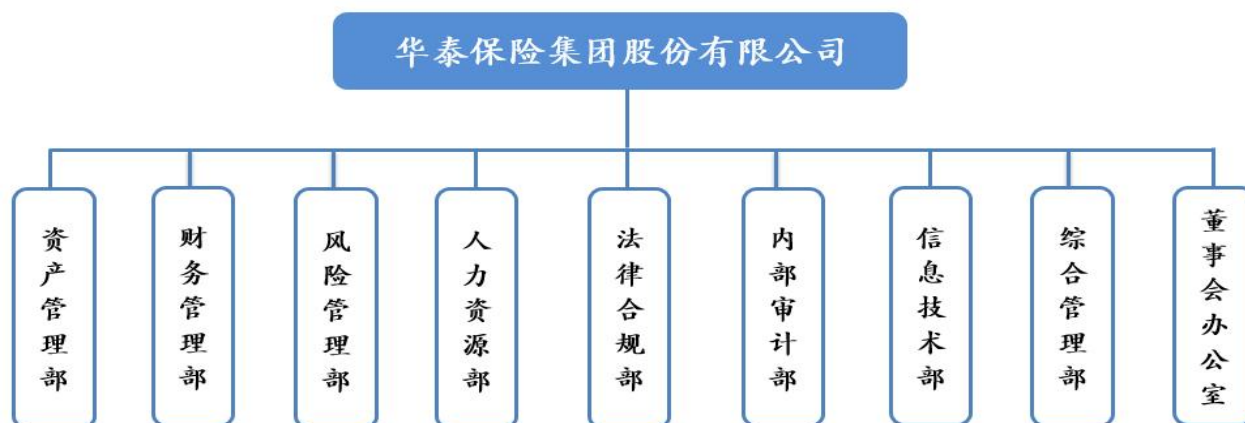 华泰保险集团股份有限公司
资产管理部
财务管理部
风险管理部
人力资源部
法律合规部
内部审计部
信息技术部
综合管理部
董事会办公室